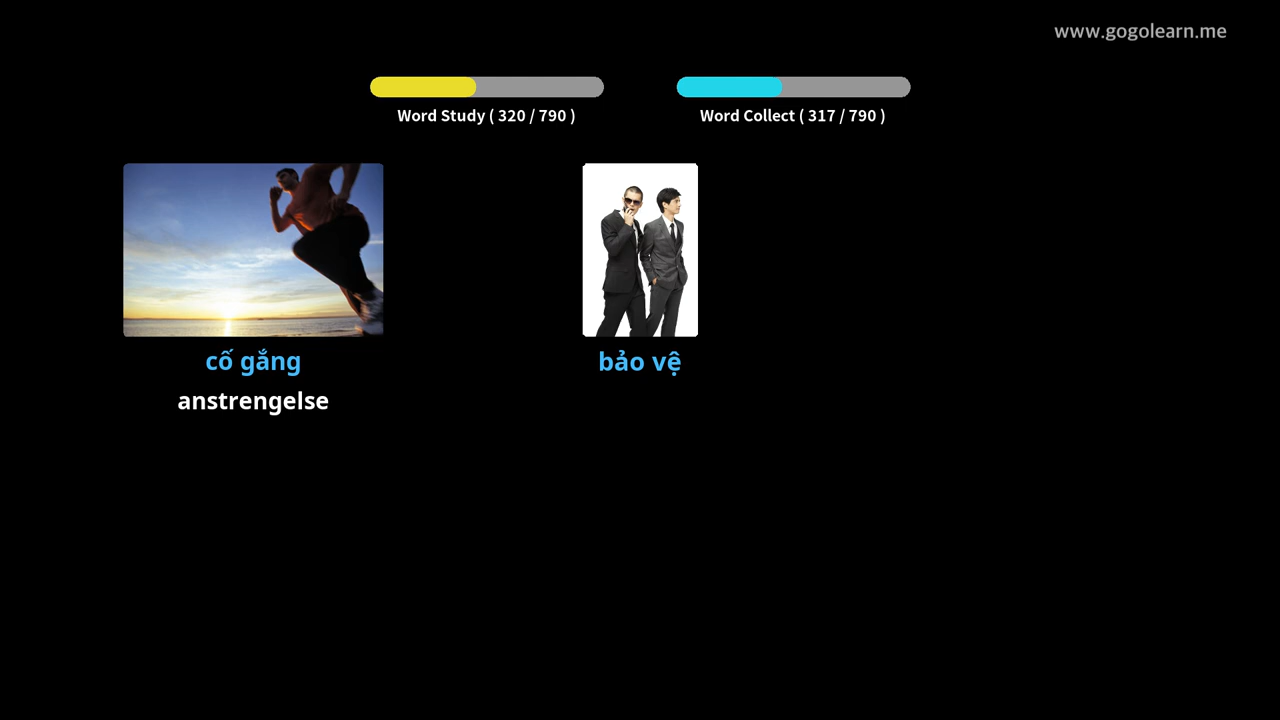 www.gogolearn.me
Word Study ( 320 / 790 )
Word Collect ( 317 / 790 )
cố gắng
anstrengelse
bảo vệ